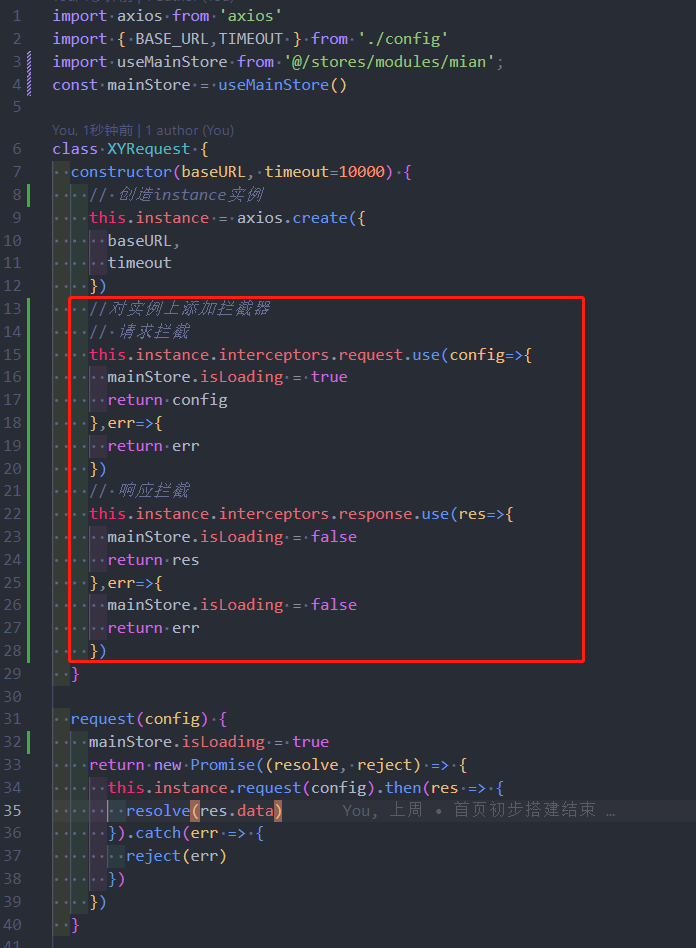 1 import axios from 'axios'
2 import { BASE_URL,TIMEOUT } from './config'
3 import useMainStore from '@/stores/modules/mian';
4 const mainStore = useMainStore()
5
You, 1秒钟前 | 1 author (You)
6 class XYRequest {
7 constructor(baseURL, timeout=10000) {
8 // 创造instance实例
9 this.instance = axios.create({
10 baseURL,
11 timeout
12 })
13 //对实例上添加拦截器
14 // 请求拦截
15 this.instance.interceptors.request.use(config=>{
16 mainStore.isLoading = true
17 return config
18 },err=>{
19 return err
20 })
21 // 响应拦截
22 this.instance.interceptors.response.use(res=>{
23 mainStore.isLoading = false
24 return res
25 },err=>{
26 mainStore.isLoading = false
27 return err
28 })
29 }
30
31 request(config) {
32 mainStore.isLoading = true
33 return new Promise((resolve, reject) => {
34 this.instance.request(config).then(res => {
35 resolve(res.data) You, 上周 • 首页初步搭建结束 …
36 }).catch(err => {
37 reject(err)
38 })
39 })
40 }